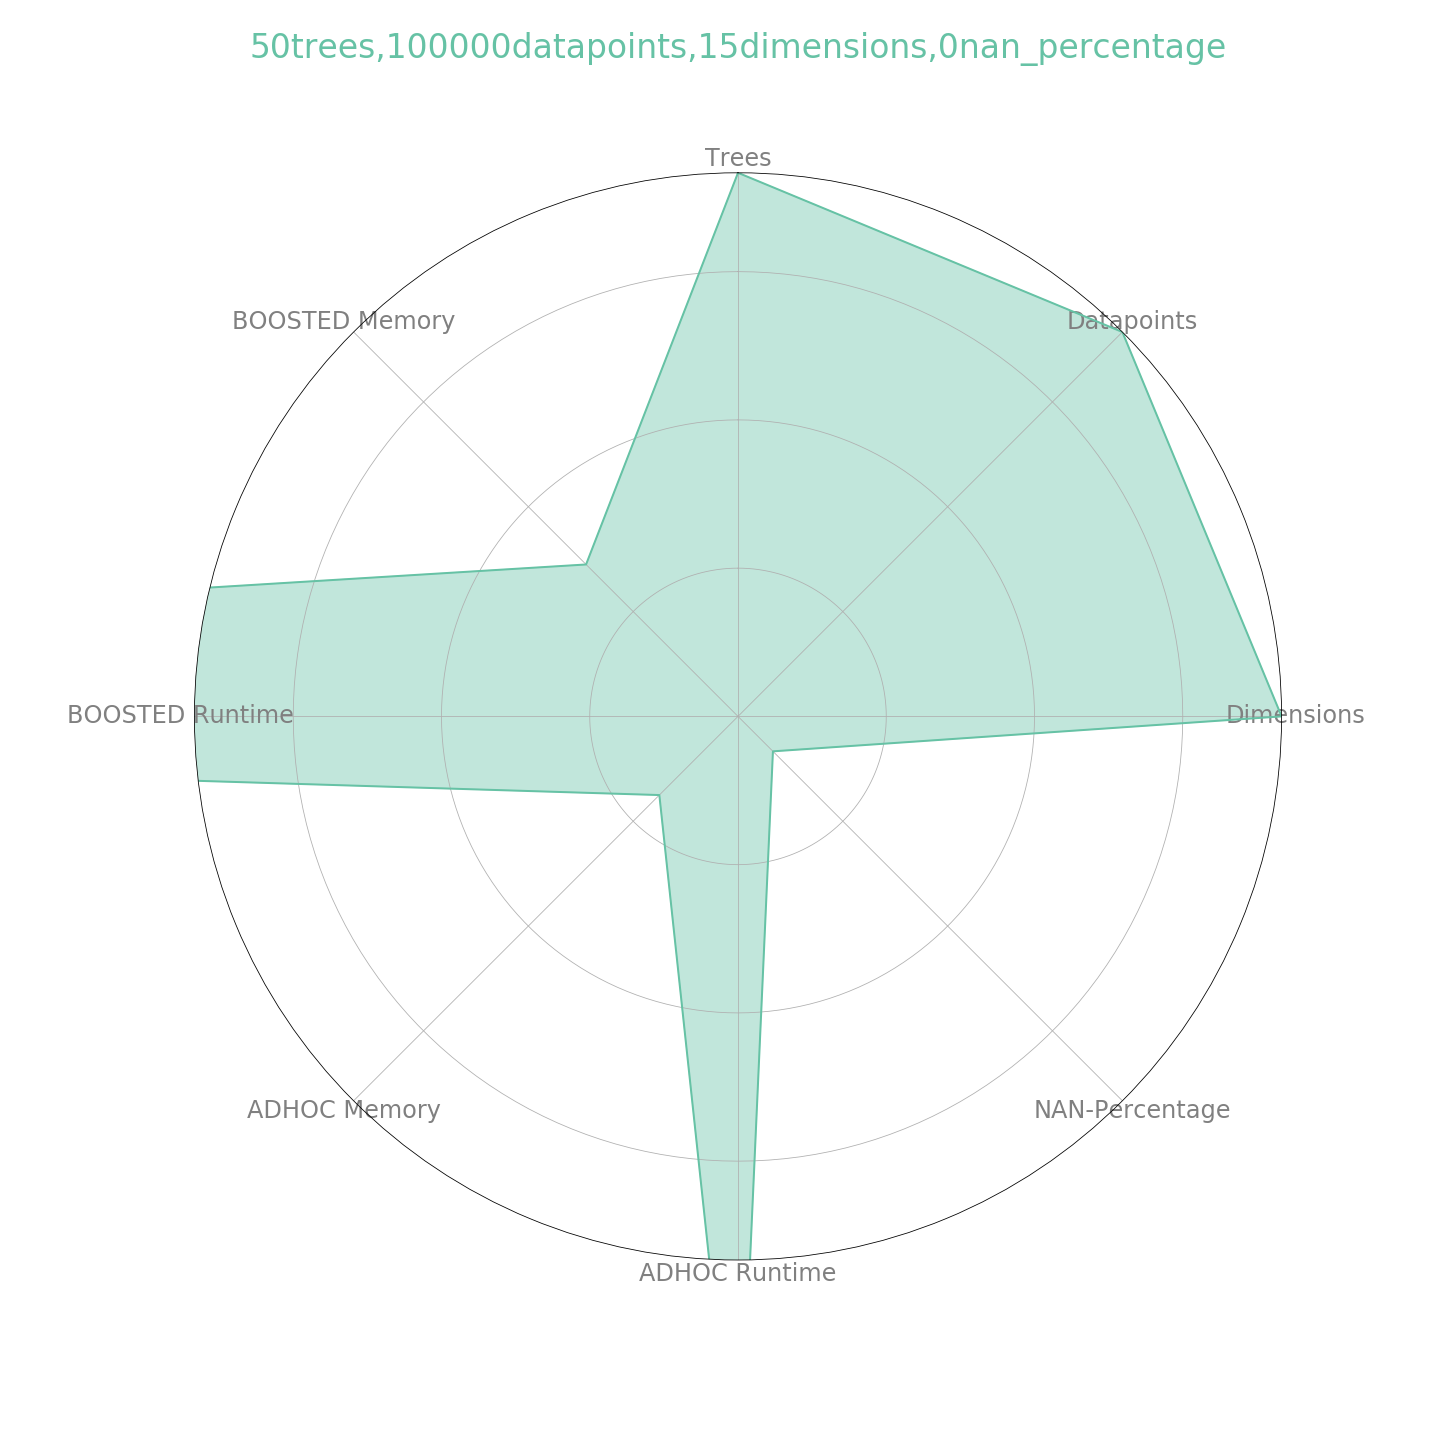 50trees,100000datapoints,15dimensions,0nan_percentage
Trees
BOOSTED Memory
Datapoints
BOOSTED Runtime
Dimensions
ADHOC Memory
NAN-Percentage
ADHOC Runtime